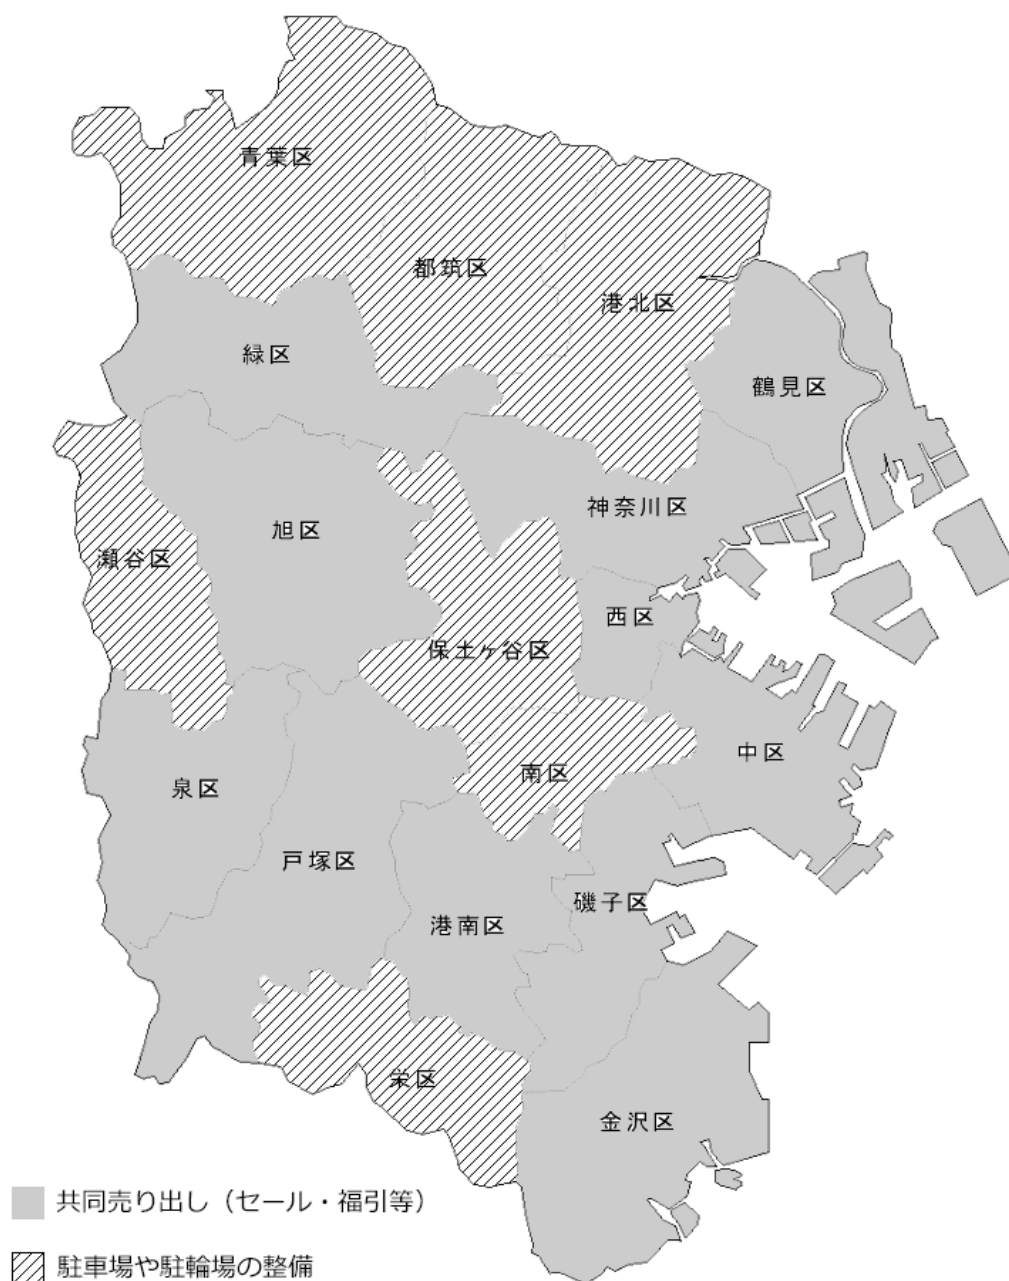 青葉区
都筑区
港北区
緑区
鶴見区
神奈川区
旭区
瀬谷区
西区
保土ヶ谷区
中区
南区
泉区
戸塚区
磯子区
港南区
栄区
金沢区
共同売り出し（セール・福引等）
駐車場や駐輪場の整備